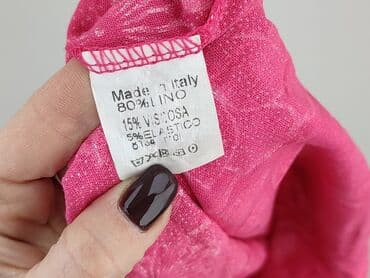 Made in Italy
80% LINO
15% VISCOSA
5% ELASTICO